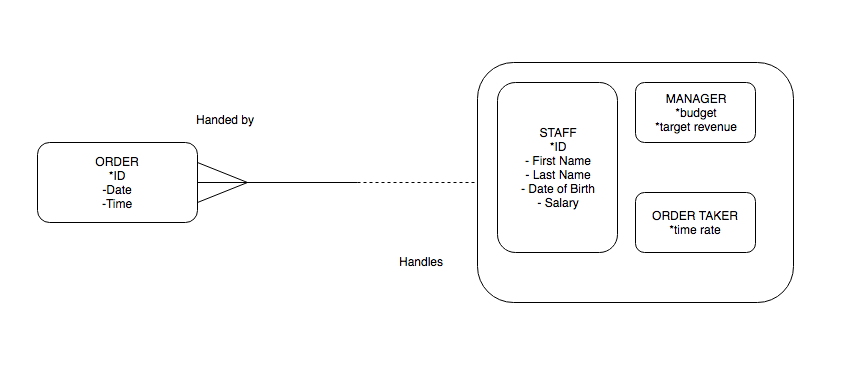 Handed by
ORDER
*ID
-Date
-Time
STAFF
*ID
- First Name
- Last Name
- Date of Birth
- Salary
MANAGER
*budget
*target revenue
ORDER TAKER
*time rate
Handles